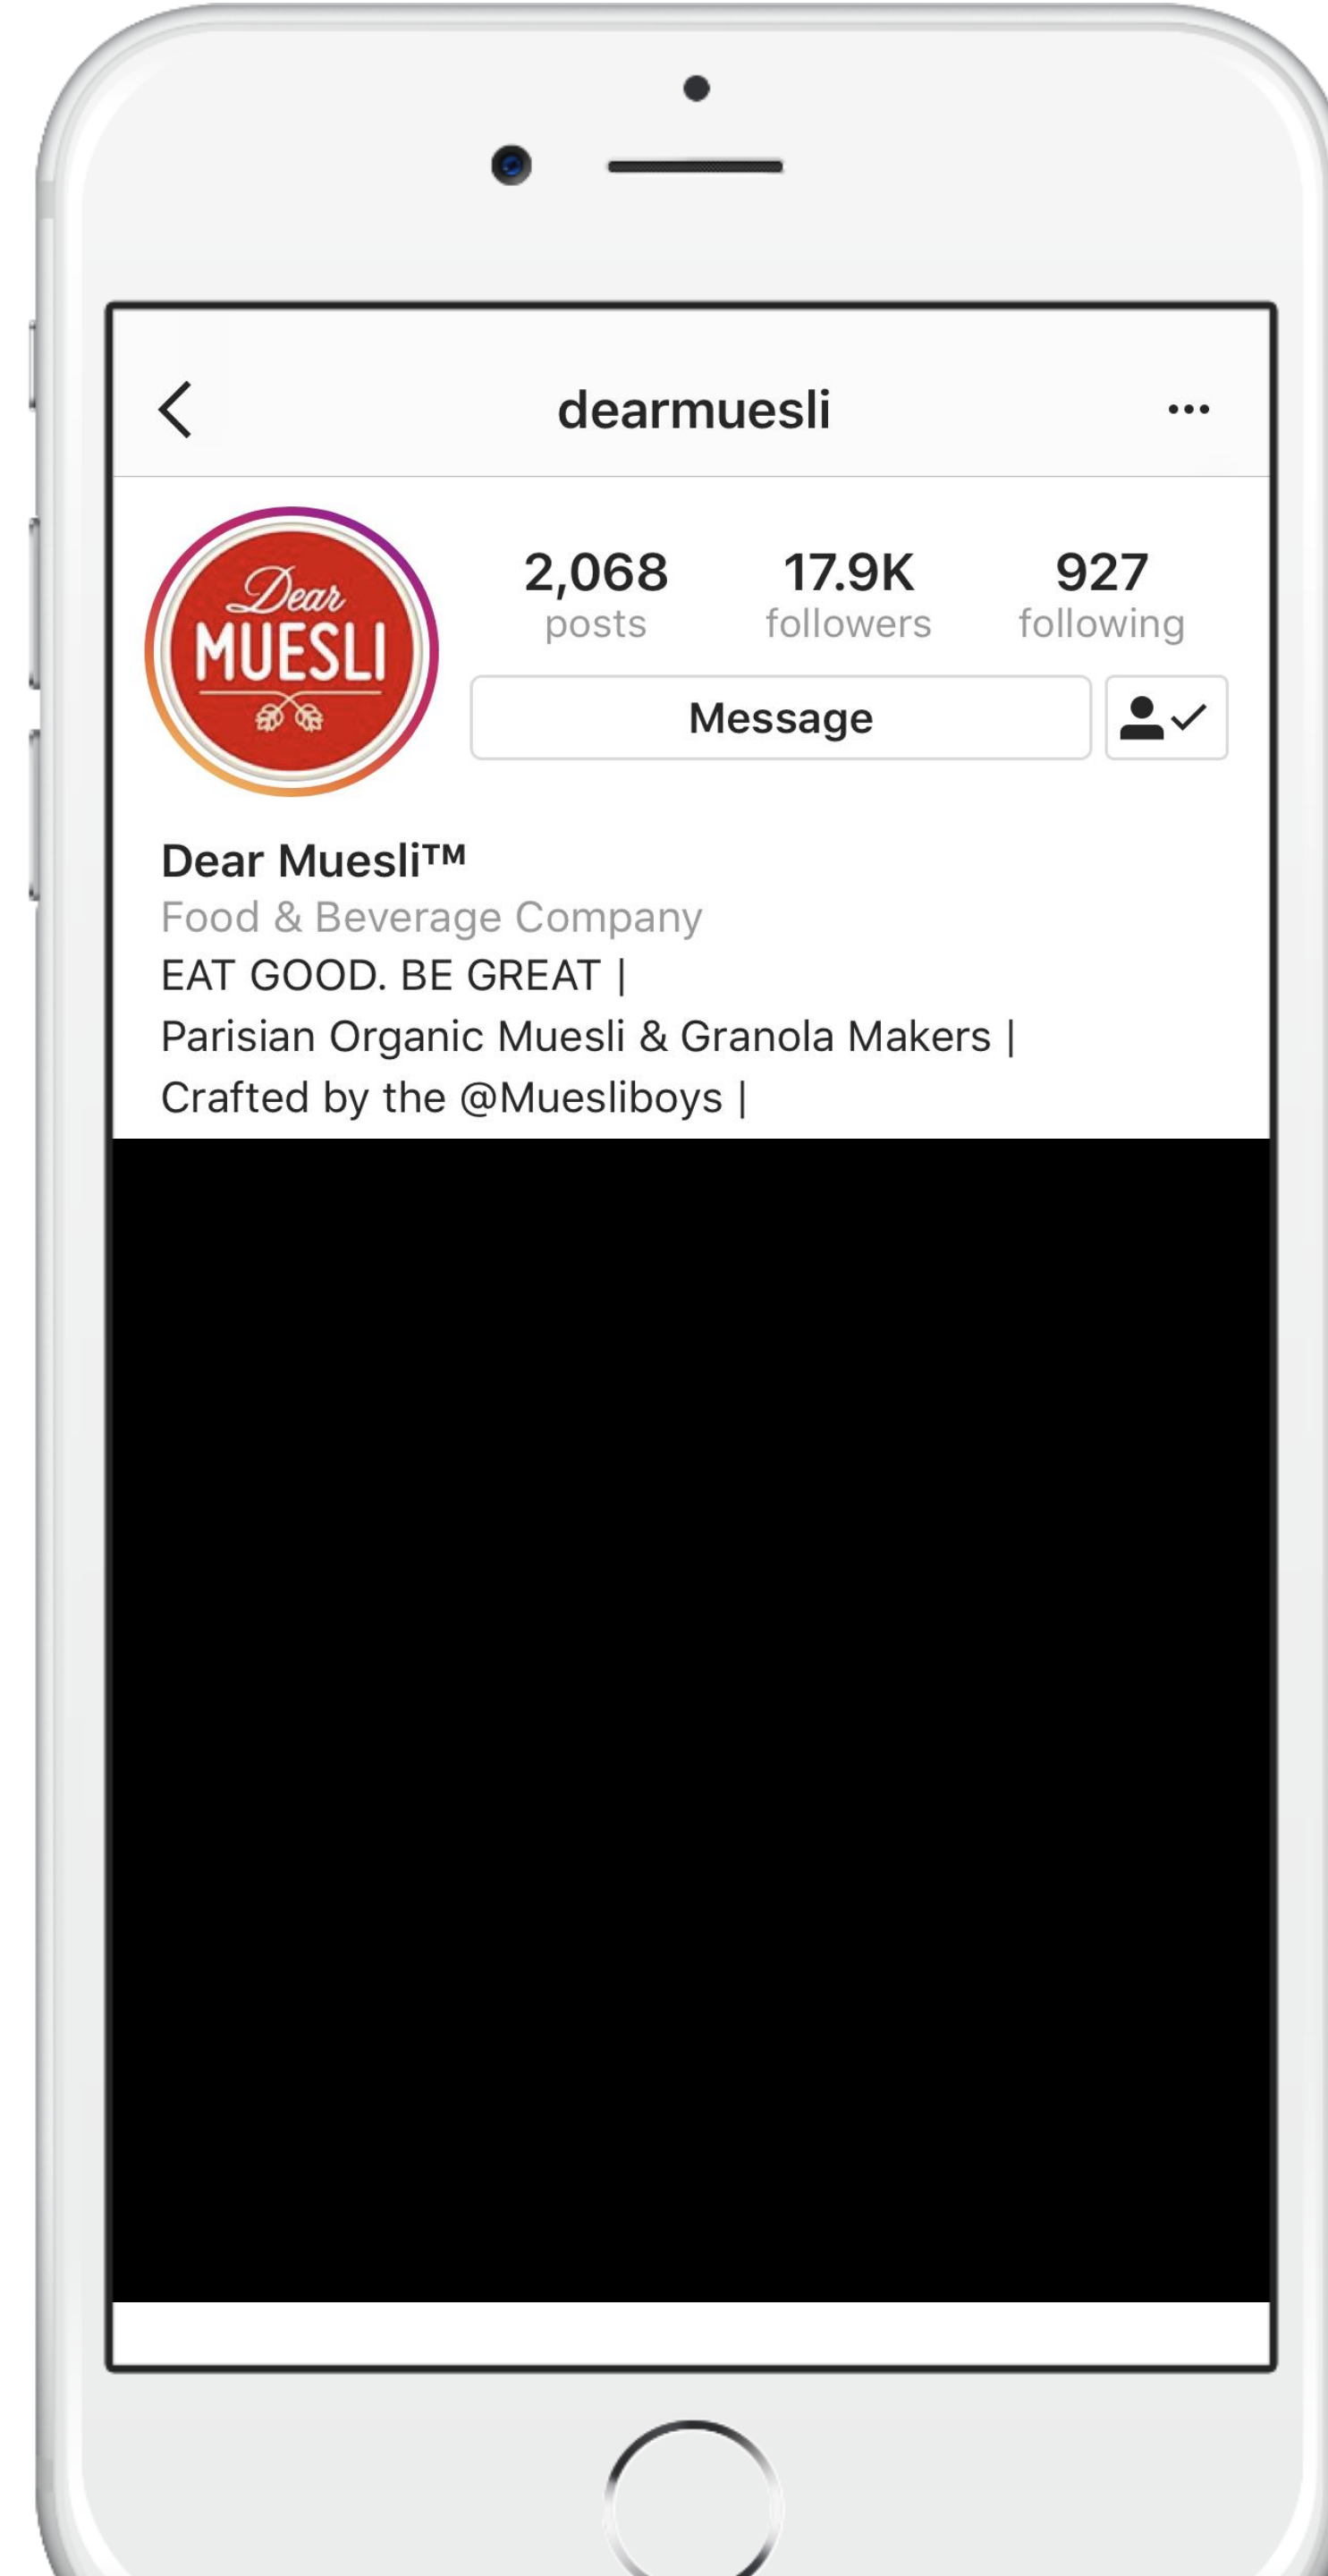 dearmuesli
Dear
MUESLI
2,068 17.9K 927
posts followers following
Message
Dear Muesli™
Food & Beverage Company
EAT GOOD. BE GREAT |
Parisian Organic Muesli & Granola Makers |
Crafted by the @Muesliboys |